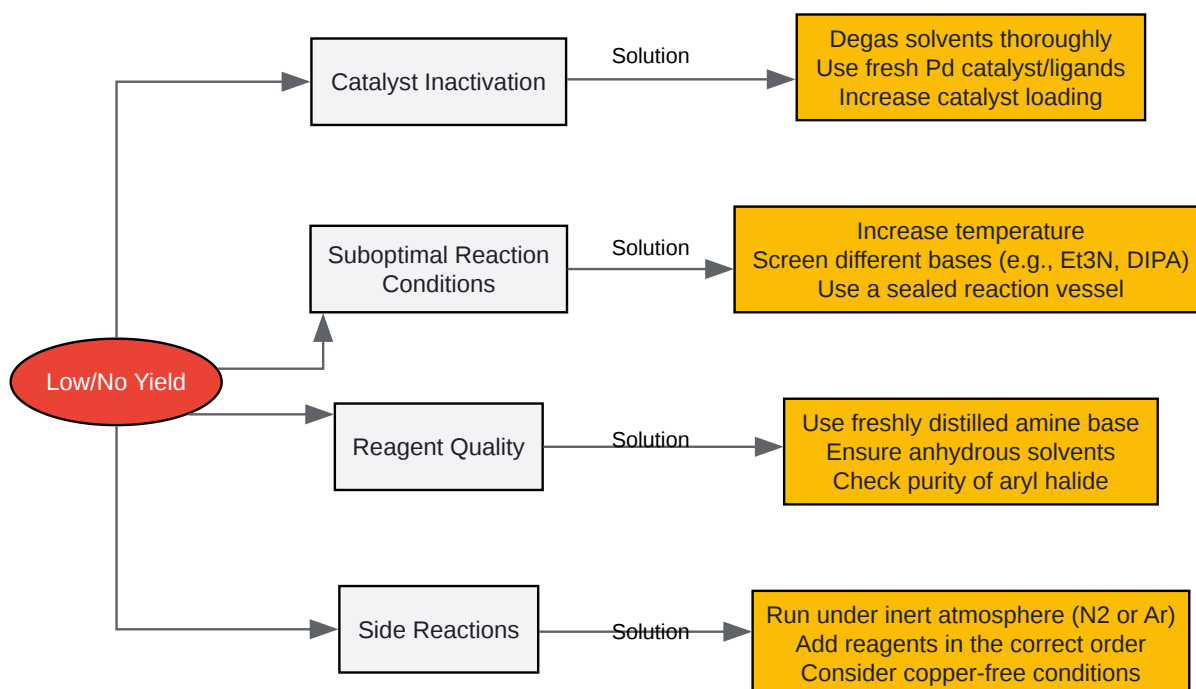 Catalyst Inactivation
Solution
Degas solvents thoroughly
Use fresh Pd catalyst/ligands
Increase catalyst loading
Suboptimal Reaction
Conditions
Solution
Increase temperature
Screen different bases (e.g., Et3N, DIPA)
Use a sealed reaction vessel
Low/No Yield
Reagent Quality
Solution
Use freshly distilled amine base
Ensure anhydrous solvents
Check purity of aryl halide
Side Reactions
Solution
Run under inert atmosphere (N2 or Ar)
Add reagents in the correct order
Consider copper-free conditions